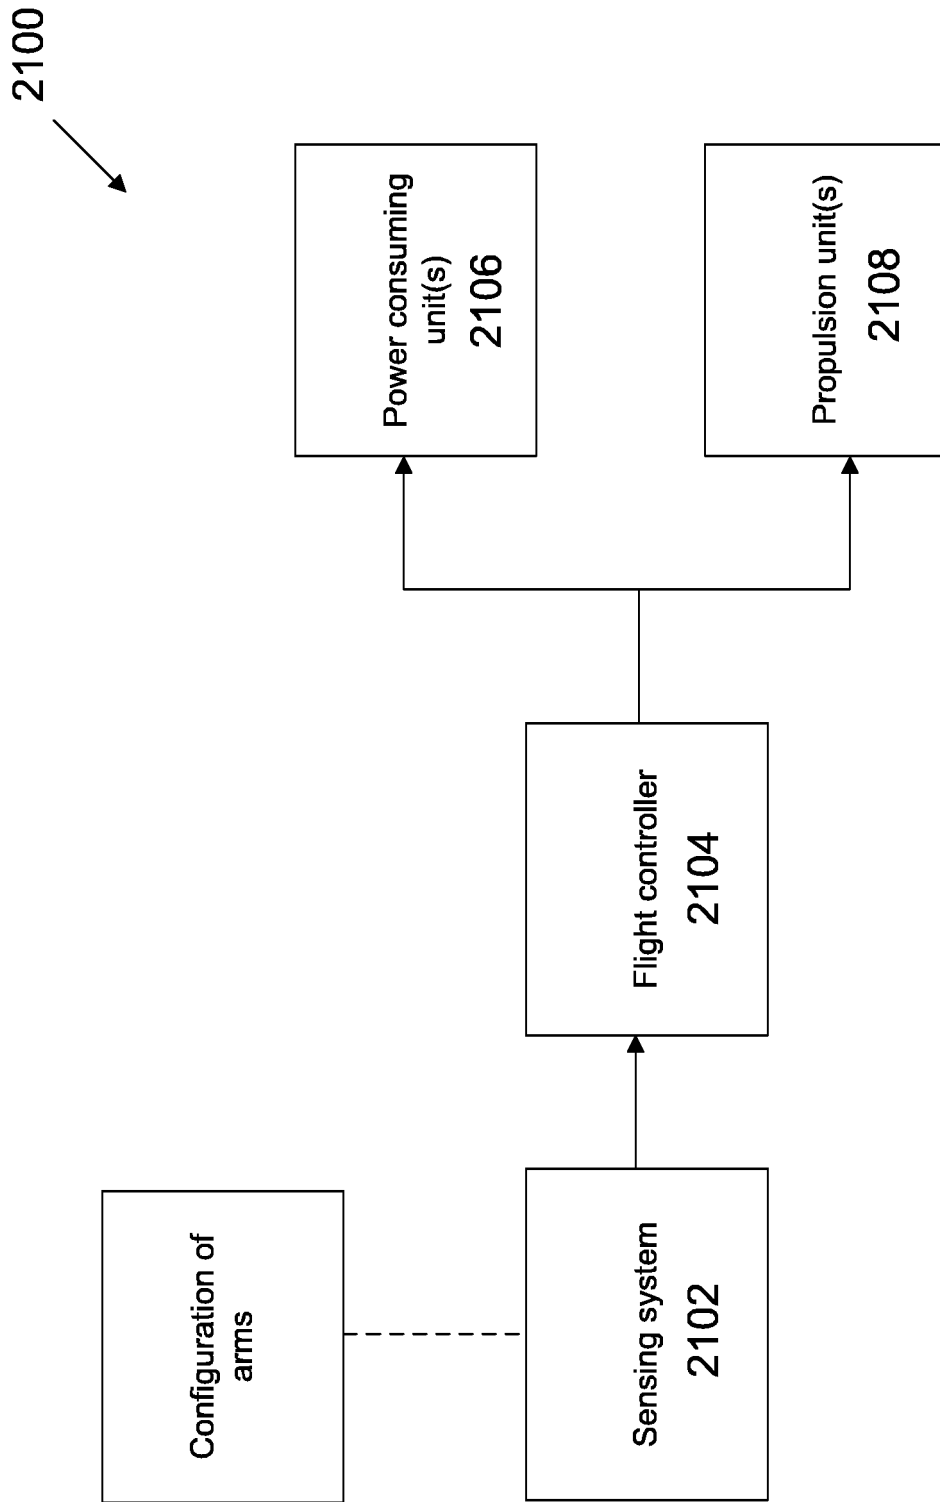 2100
Configuration of
arms
Sensing system
2102
Flight controller
2104
Power consuming
unit(s)
2106
Propulsion unit(s)
2108